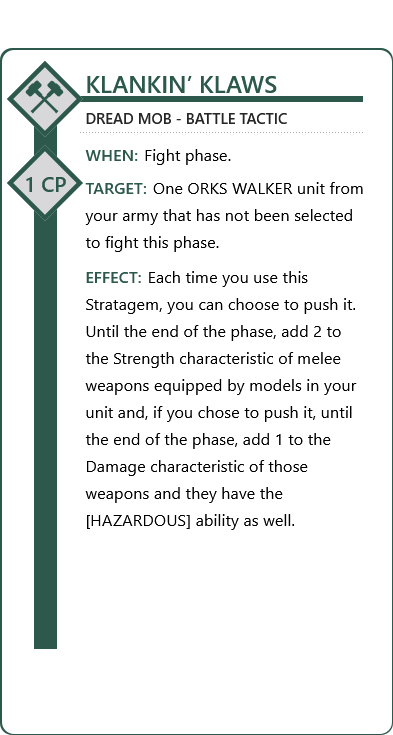 KLANKIN' KLAWS
DREAD MOB - BATTLE TACTIC
WHEN: Fight phase.
1 CP
TARGET: One ORKS WALKER unit from
your army that has not been selected
to fight this phase.
EFFECT: Each time you use this
Stratagem, you can choose to push it.
Until the end of the phase, add 2 to
the Strength characteristic of melee
weapons equipped by models in your
unit and, if you chose to push it, until
the end of the phase, add 1 to the
Damage characteristic of those
weapons and they have the
[HAZARDOUS] ability as well.